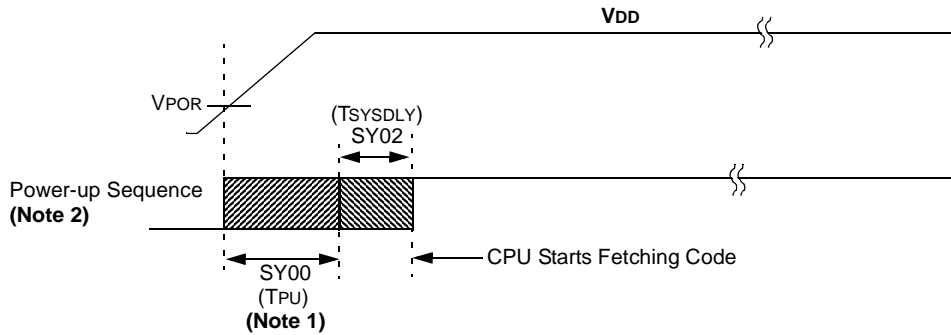 VDD
VPOR
(TSYSDLY)
SY02
Power-up Sequence
(Note 2)
CPU Starts Fetching Code
SY00
(TPU)
(Note 1)